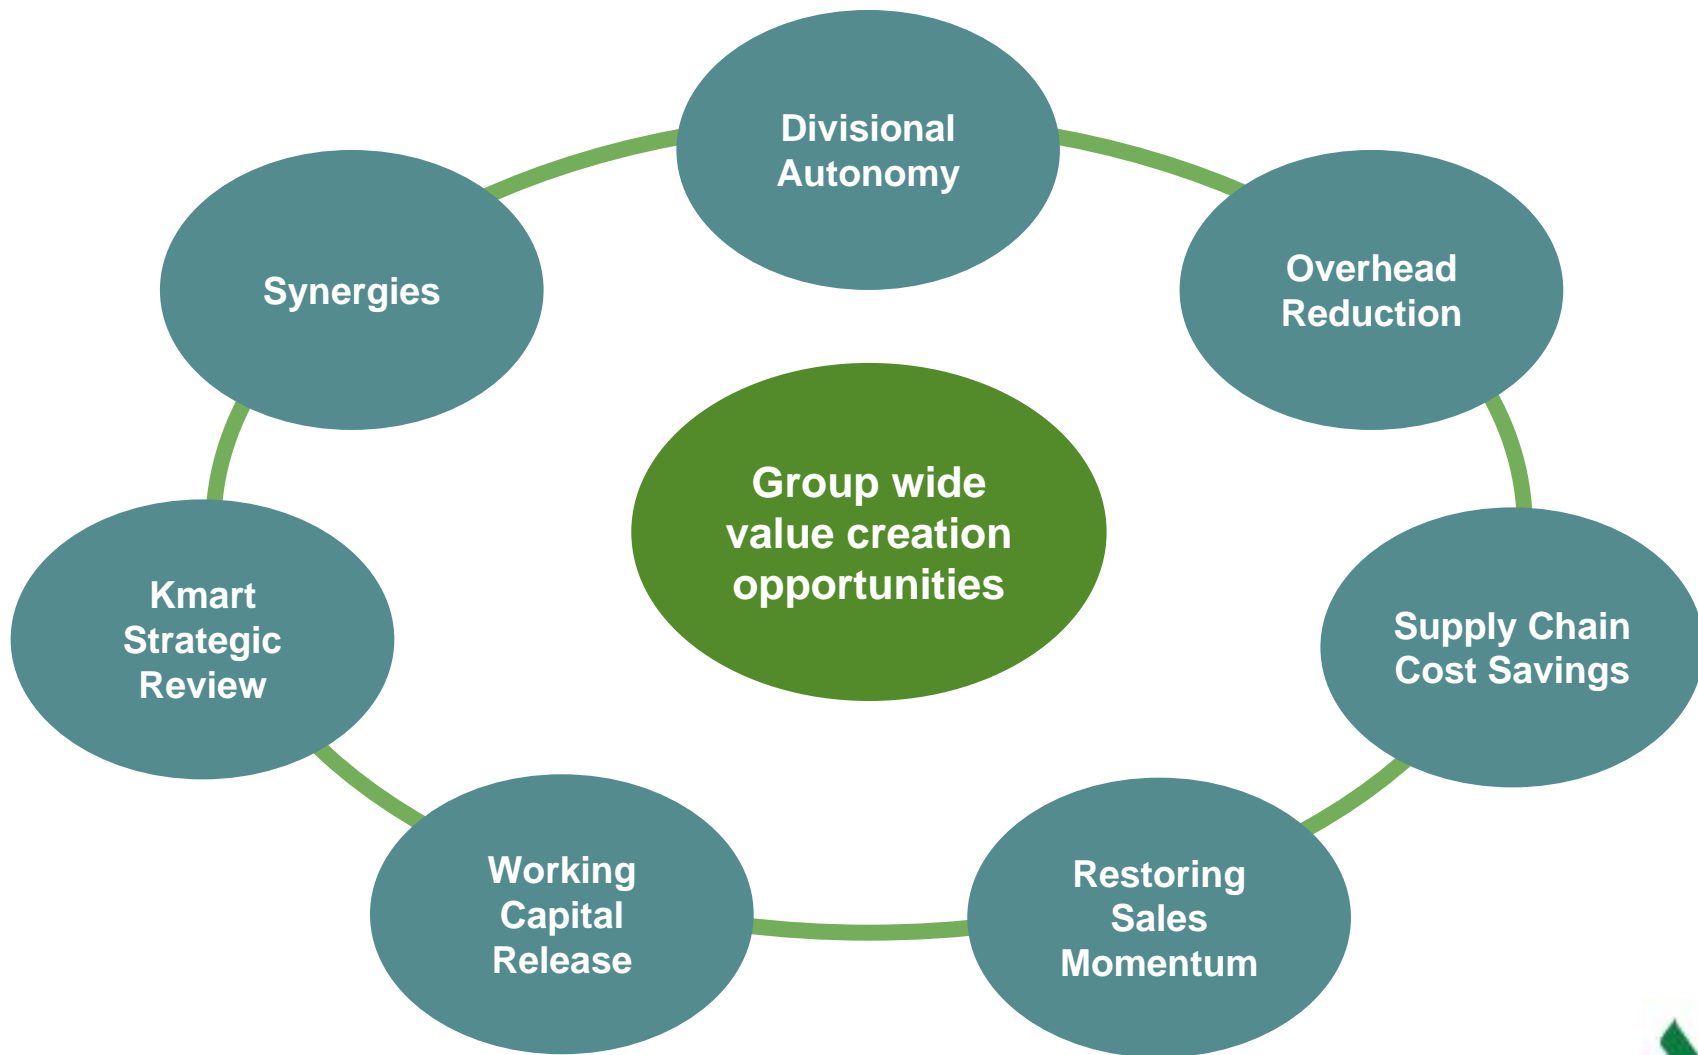 Divisional
Autonomy
Overhead
Reduction
Synergies
Group wide
value creation
opportunities
Kmart
Strategic
Review
Supply Chain
Cost Savings
Working
Capital
Release
Restoring
Sales
Momentum